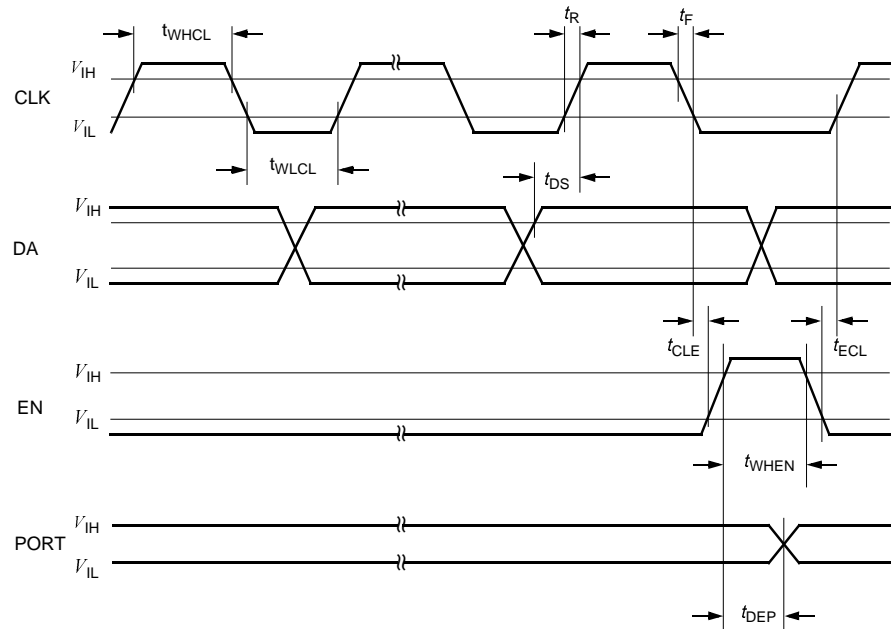 tWHCL
tR
tF
VIH
CLK
VIL
tWLCL
tDS
VIH
DA
VIL
tCLE
tECL
VIH
EN
VIL
tWHEN
VIH
PORT
VIL
tDEP